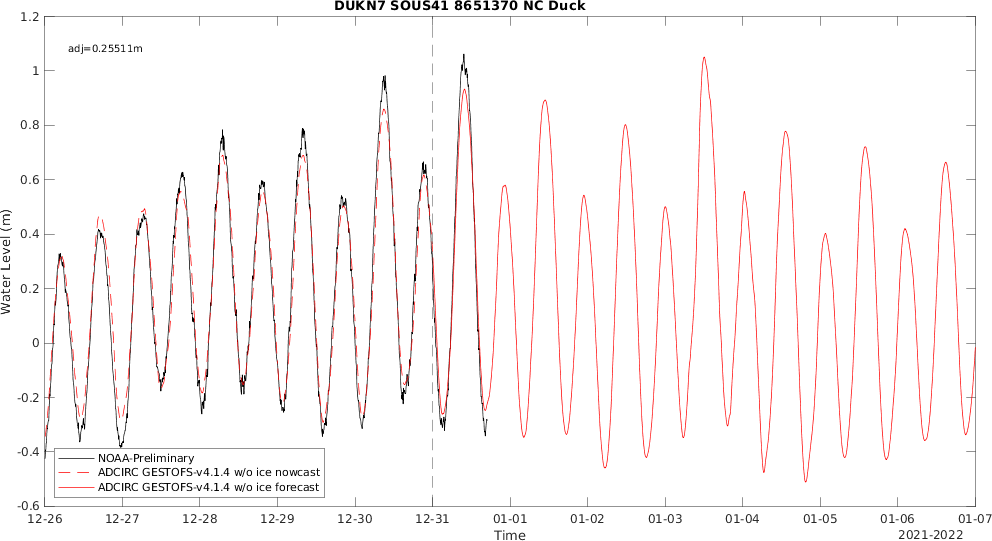 DUKN7 SOUS41 8651370 NC Duck
adj=0.25511m
1.2
1
0.8
0.6
0.4
0.2
0
-0.2
-0.4
-0.6
Water Level (m)
NOAA-Preliminary
ADCIRC GESTOFS-v4.1.4 w/o ice nowcast
ADCIRC GESTOFS-v4.1.4 w/o ice forecast
12-26 12-27 12-28 12-29 12-30 12-31 01-01 01-02 01-03 01-04 01-05 01-06 01-07
Time
2021-2022